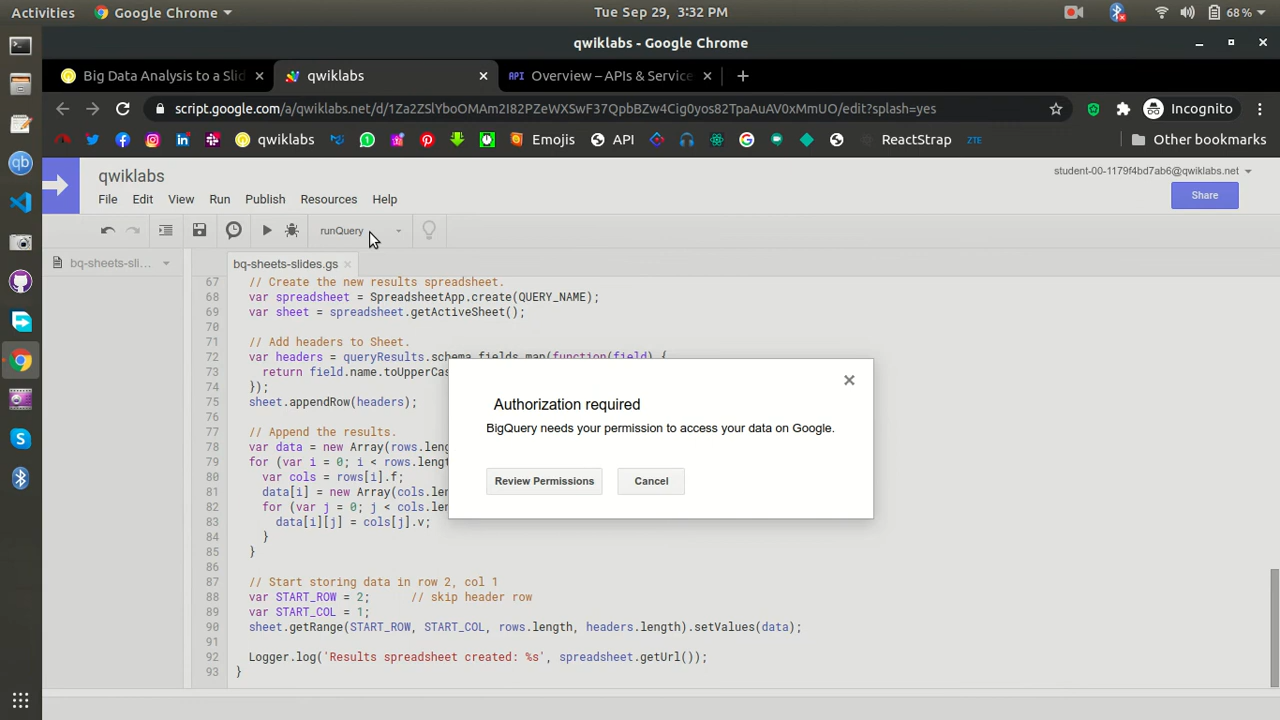 Activities
Google Chrome
Tue Sep 29, 3:32 PM
68 %
qwiklabs - Google Chrome
Big Data Analysis to a Slid
qwiklabs
API
Overview – APIs & Service
script.google.com/a/qwiklabs.net/d/1Za2ZSlYboOMAm2I82PZeWXSwF37QpbBZw4Cig0yos82TpaAuAV0xMmUO/edit?splash=yes
Incognito
qwiklabs
Emojis
API
ReactStrap
ZTE
Other bookmarks
qwiklabs
student-00-1179f4bd7ab6@qwiklabs.net
Share
File Edit View Run Publish Resources Help
runQuery
bq-sheets-sli...
bq-sheets-slides.gs
67 // Create the new results spreadsheet.
68 var spreadsheet = SpreadsheetApp.create(QUERY_NAME);
69 var sheet = spreadsheet.getActiveSheet();
70
71 // Add headers to Sheet.
72 var headers = queryResults.schema.fields.map(function(field) {
73 return field.name.toUpperCas
74 });
75 sheet.appendRow(headers);
76
77 // Append the results.
78 var data = new Array(rows.leng
79 for (var i = 0; i < rows.lengt
80 var cols = rows[i].f;
81 data[i] = new Array(cols.len
82 for (var j = 0; j < cols.len
83 data[i][j] = cols[j].v;
84 }
85 }
86
87 // Start storing data in row 2, col 1
88 var START_ROW = 2; // skip header row
89 var START_COL = 1;
90 sheet.getRange(START_ROW, START_COL, rows.length, headers.length).setValues(data);
91
92 Logger.log('Results spreadsheet created: %s', spreadsheet.getUrl());
93 }
Authorization required
BigQuery needs your permission to access your data on Google.
Review Permissions
Cancel
qb